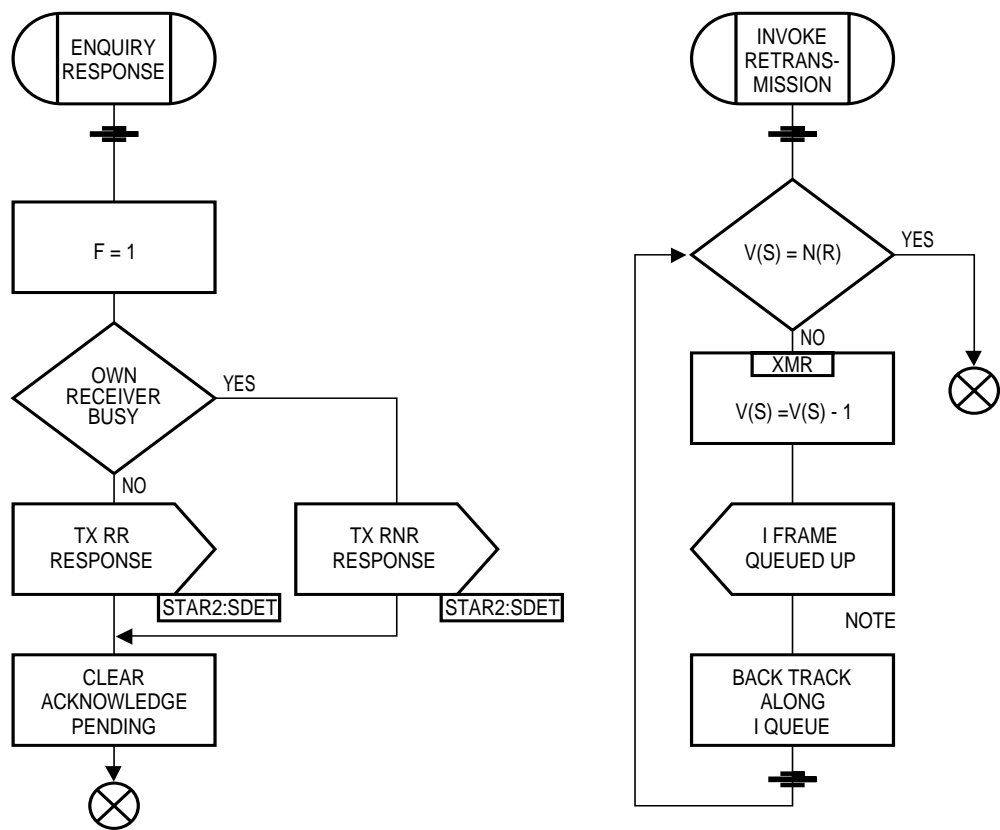 ENQUIRY
RESPONSE
F = 1
OWN
RECEIVER
BUSY
YES
NO
TX RR
RESPONSE
STAR2:SDET
TX RNR
RESPONSE
STAR2:SDET
CLEAR
ACKNOWLEDGE
PENDING
INVOKE
RETRANS-
MISSION
V(S) = N(R)
YES
NO
XMR
V(S) =V(S) - 1
I FRAME
QUEUED UP
NOTE
BACK TRACK
ALONG
I QUEUE